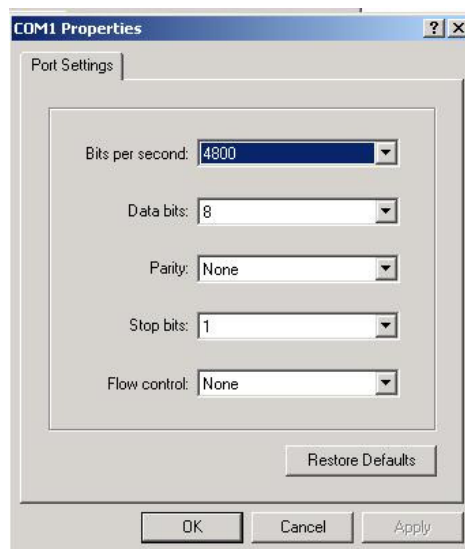 COM1 Properties
Port Settings
Bits per second: 4800
Data bits: 8
Parity: None
Stop bits: 1
Flow control: None
Restore Defaults
OK Cancel Apply